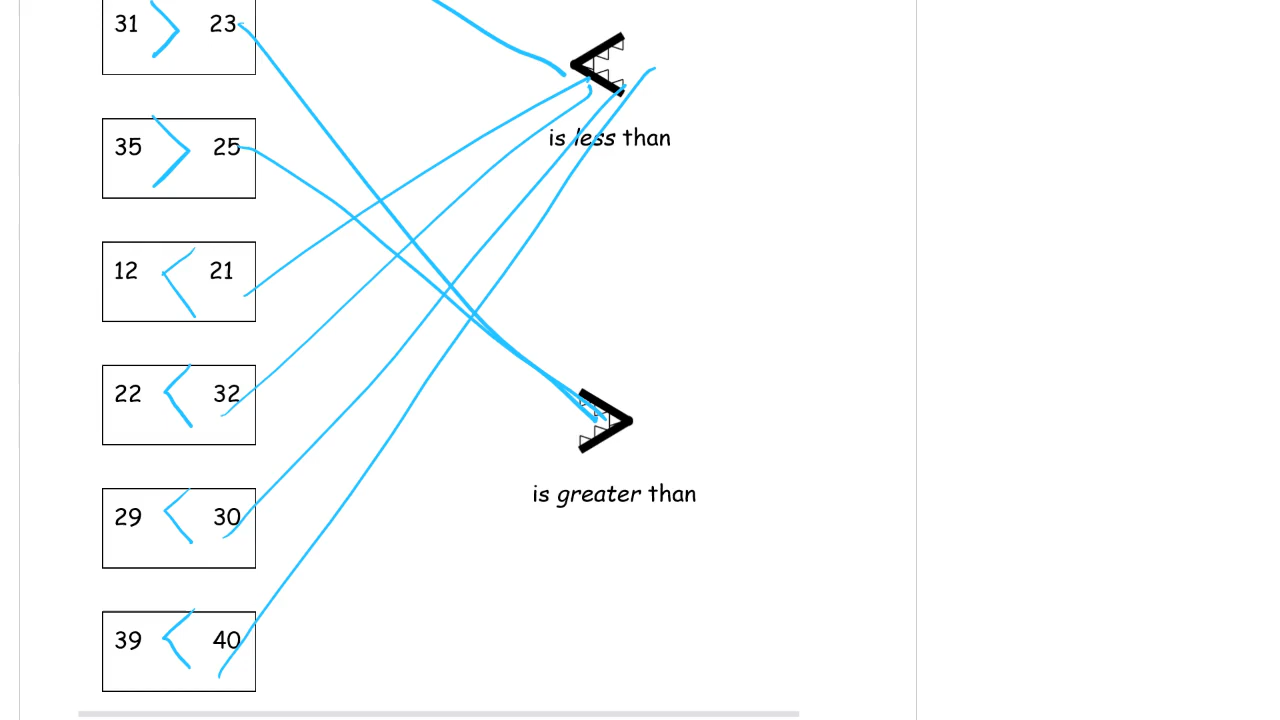 31 > 23
is less than
35 > 25
12 < 21
22 < 32
is greater than
29 < 30
39 < 40